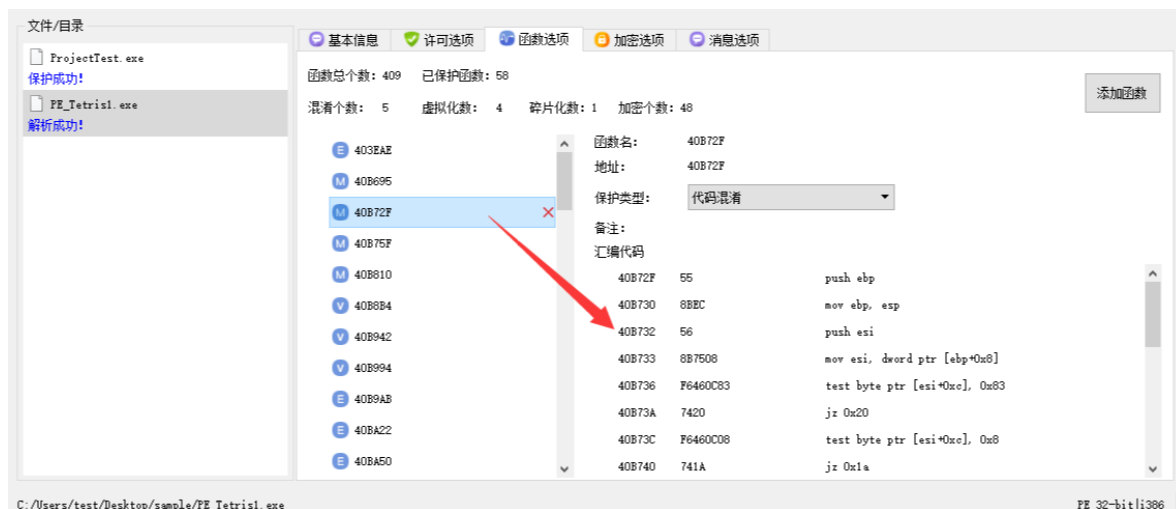 文件/目录
ProjectTest.exe
保护成功!
PE_Tetris1.exe
解析成功!
基本信息 许可选项 函数选项 加密选项 消息选项
函数总个数: 409 已保护函数: 58
混淆个数: 5 虚拟化数: 4 碎片化数: 1 加密个数: 48
添加函数
E 403EAE
M 40B695
M 40B72F
M 40B75F
M 40B810
V 40B8B4
V 40B942
V 40B994
E 40B9AB
E 40BA22
E 40BA50
函数名: 40B72F
地址: 40B72F
保护类型: 代码混淆
备注:
汇编代码
40B72F 55 push ebp
40B730 8BEC mov ebp, esp
40B732 56 push esi
40B733 8B7508 mov esi, dword ptr [ebp+0x8]
40B736 F6460C83 test byte ptr [esi+0xc], 0x83
40B73A 7420 jz 0x20
40B73C F6460C08 test byte ptr [esi+0xc], 0x8
40B740 741A jz 0x1a
C:/Users/test/Desktop/sample/PE_Tetris1.exe
PE 32-bit|i386